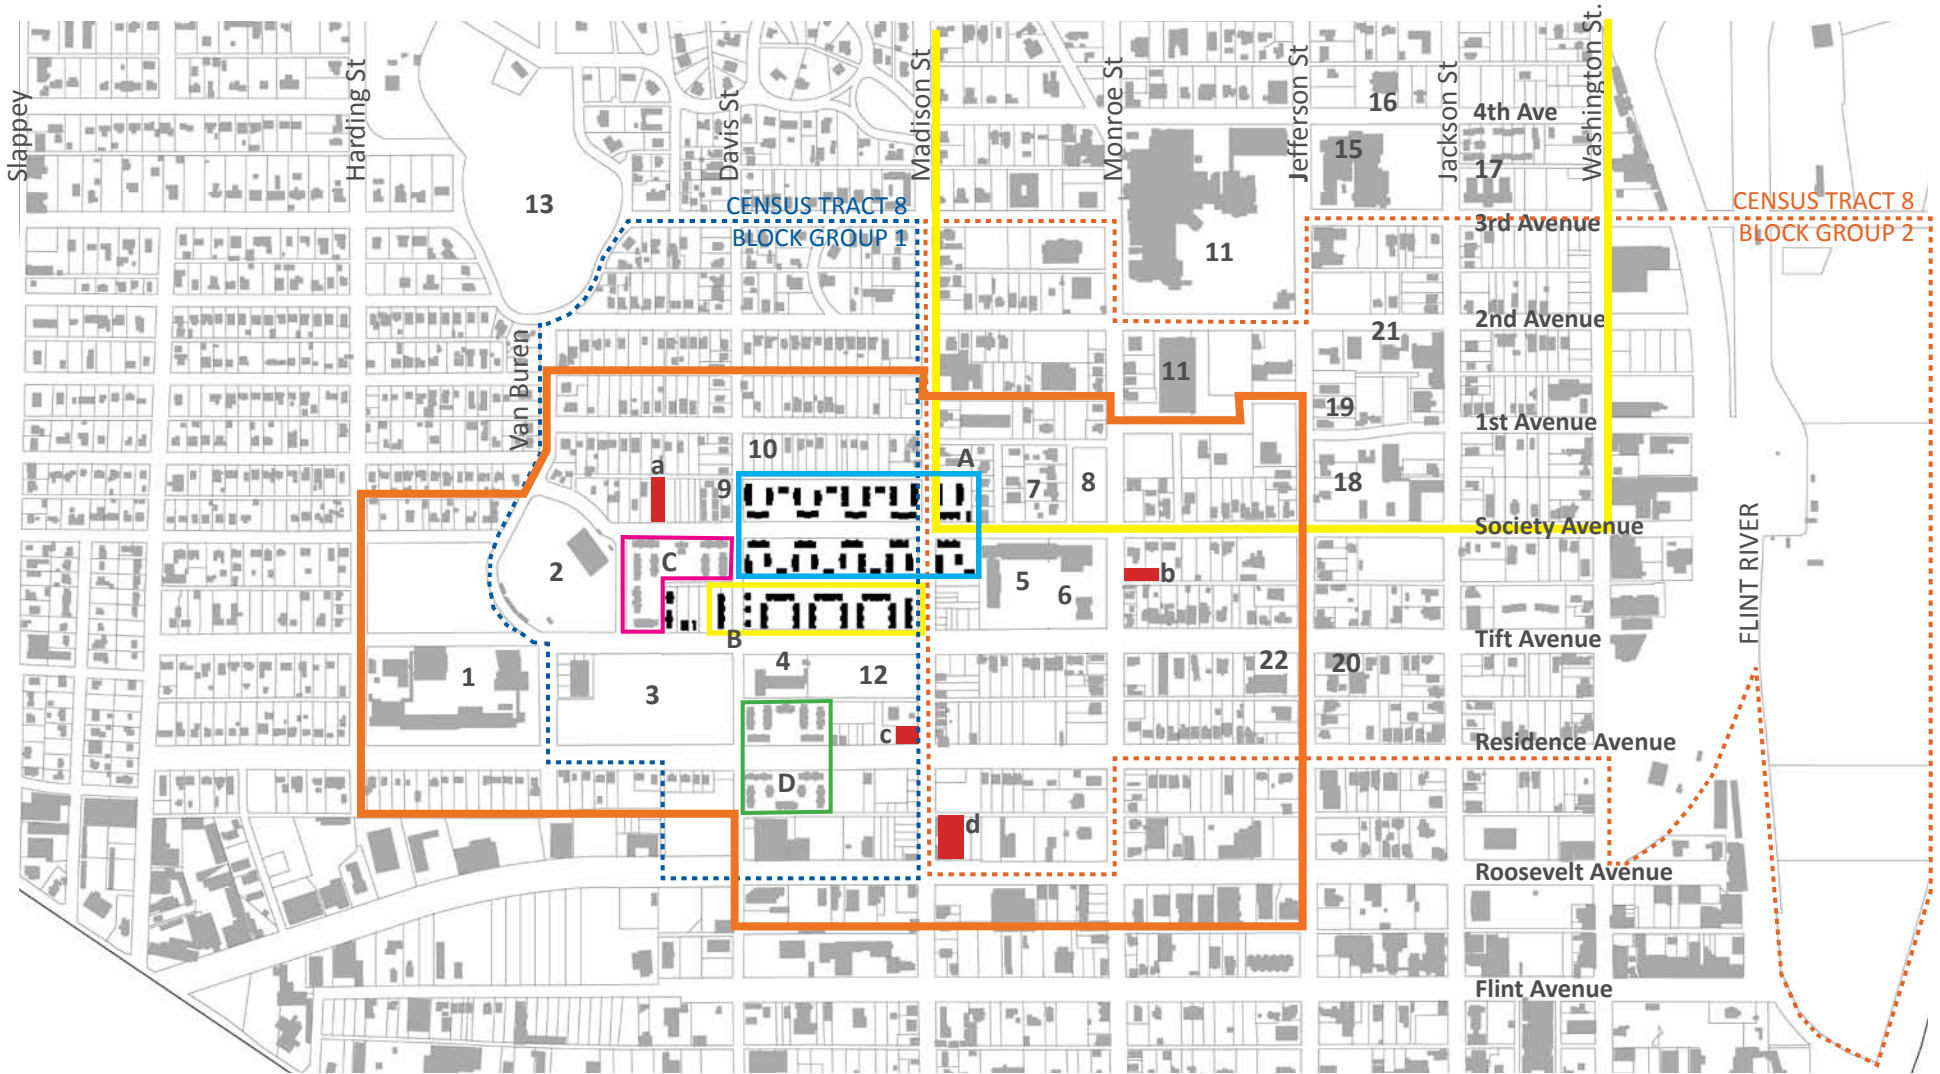 Slappey
Harding St
Van Buren
Davis St
Madison St
Monroe St
Jefferson St
Jackson St
Washington St.
16
4th Ave
15
17
13
CENSUS TRACT 8
BLOCK GROUP 1
CENSUS TRACT 8
BLOCK GROUP 2
3rd Avenue
11
2nd Avenue
21
11
19
1st Avenue
10
A
a
9
7
8
18
Society Avenue
FLINT RIVER
2
C
5
6
b
B
Tift Avenue
4
12
22
20
1
3
c
Residence Avenue
D
d
Roosevelt Avenue
Flint Avenue